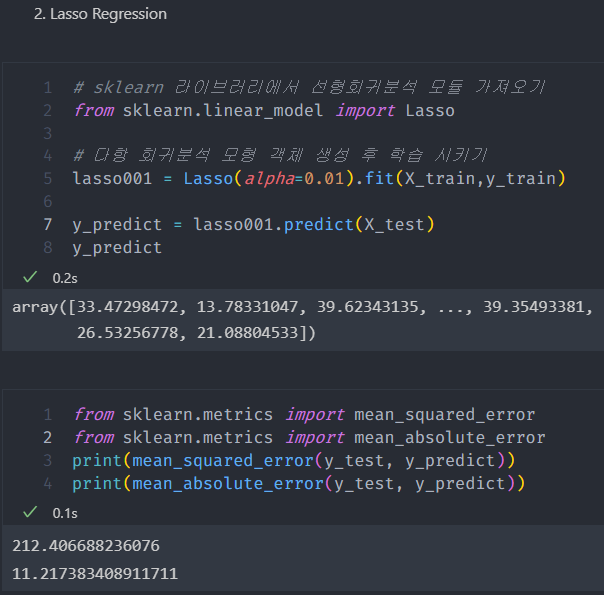 2. Lasso Regression
1 # sklearn 라이브러리에서 선형회귀분석 모듈 가져오기
2 from sklearn.linear_model import Lasso
3
4 # 다항 회귀분석 모형 객체 생성 후 학습 시키기
5 lasso001 = Lasso(alpha=0.01).fit(X_train,y_train)
6
7 y_predict = lasso001.predict(X_test)
8 y_predict
✓ 0.2s
array([33.47298472, 13.78331047, 39.62343135, ..., 39.35493381,
26.53256778, 21.08804533])
1 from sklearn.metrics import mean_squared_error
2 from sklearn.metrics import mean_absolute_error
3 print(mean_squared_error(y_test, y_predict))
4 print(mean_absolute_error(y_test, y_predict))
✓ 0.1s
212.406688236076
11.217383408911711